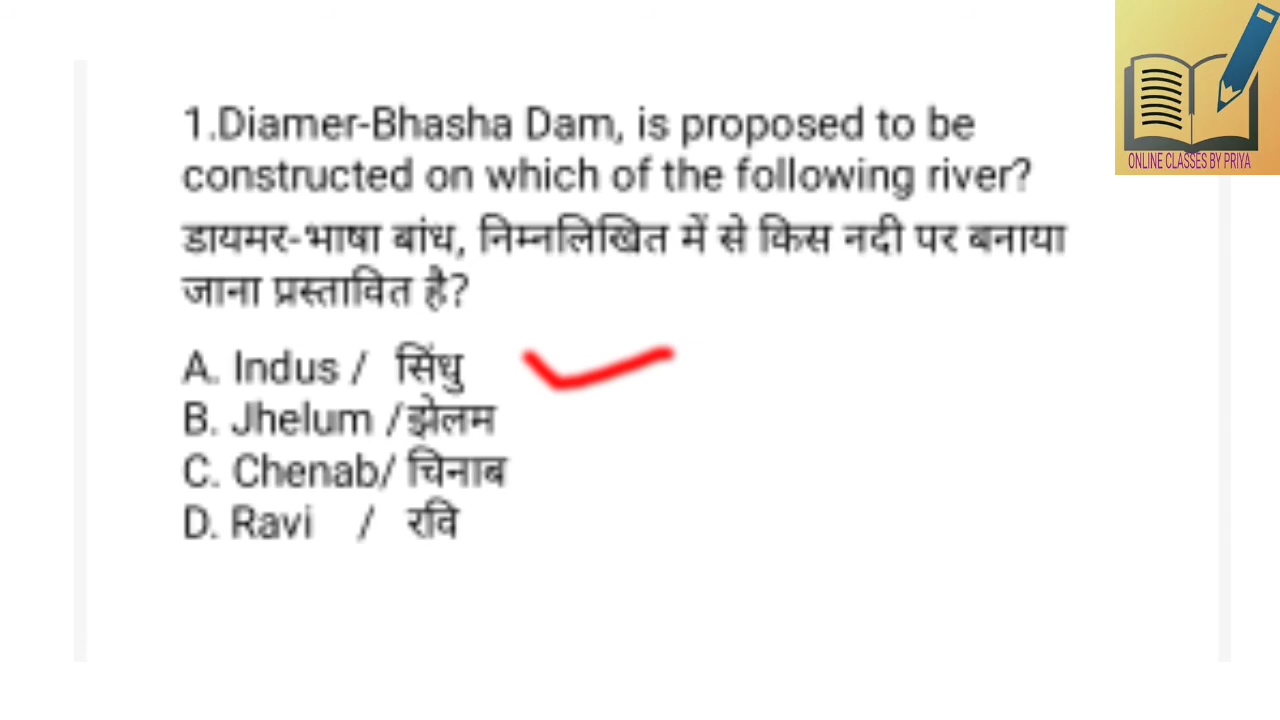 ONLINE CLASSES BY PRIYA
1.Diamer-Bhasha Dam, is proposed to be
constructed on which of the following river?
डायमर-भाषा बांध, निम्नलिखित में से किस नदी पर बनाया
जाना प्रस्तावित है?
A. Indus / सिंधु
B. Jhelum /झेलम
C. Chenab/ चिनाब
D. Ravi / रवि